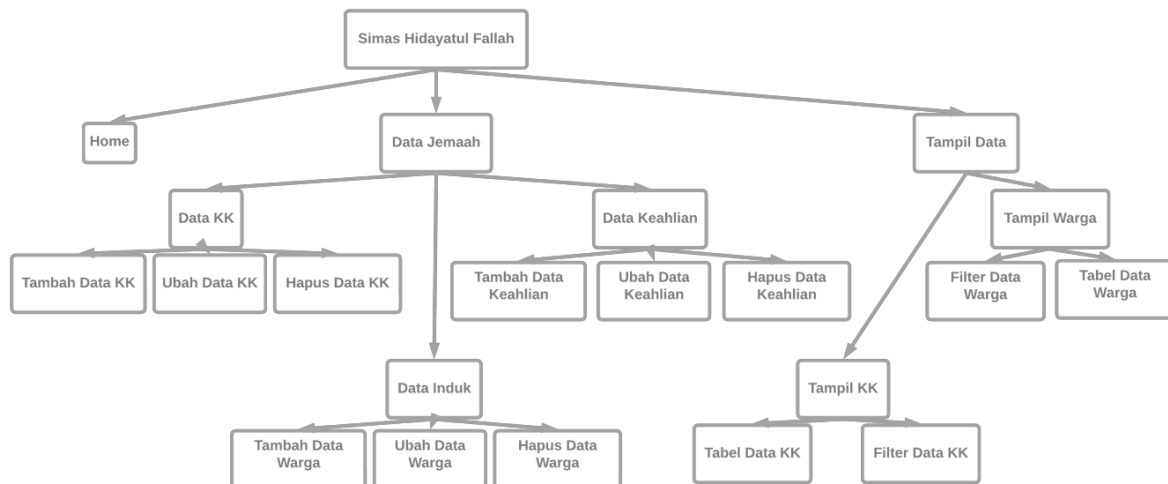 Simas Hidayatul Fallah
Home
Data Jemaah
Tampil Data
Data KK
Data Keahlian
Tampil Warga
Tambah Data KK
Ubah Data KK
Hapus Data KK
Tambah Data
Keahlian
Ubah Data
Keahlian
Hapus Data
Keahlian
Filter Data
Warga
Tabel Data
Warga
Data Induk
Tampil KK
Tambah Data
Warga
Ubah Data
Warga
Hapus Data
Warga
Tabel Data KK
Filter Data KK